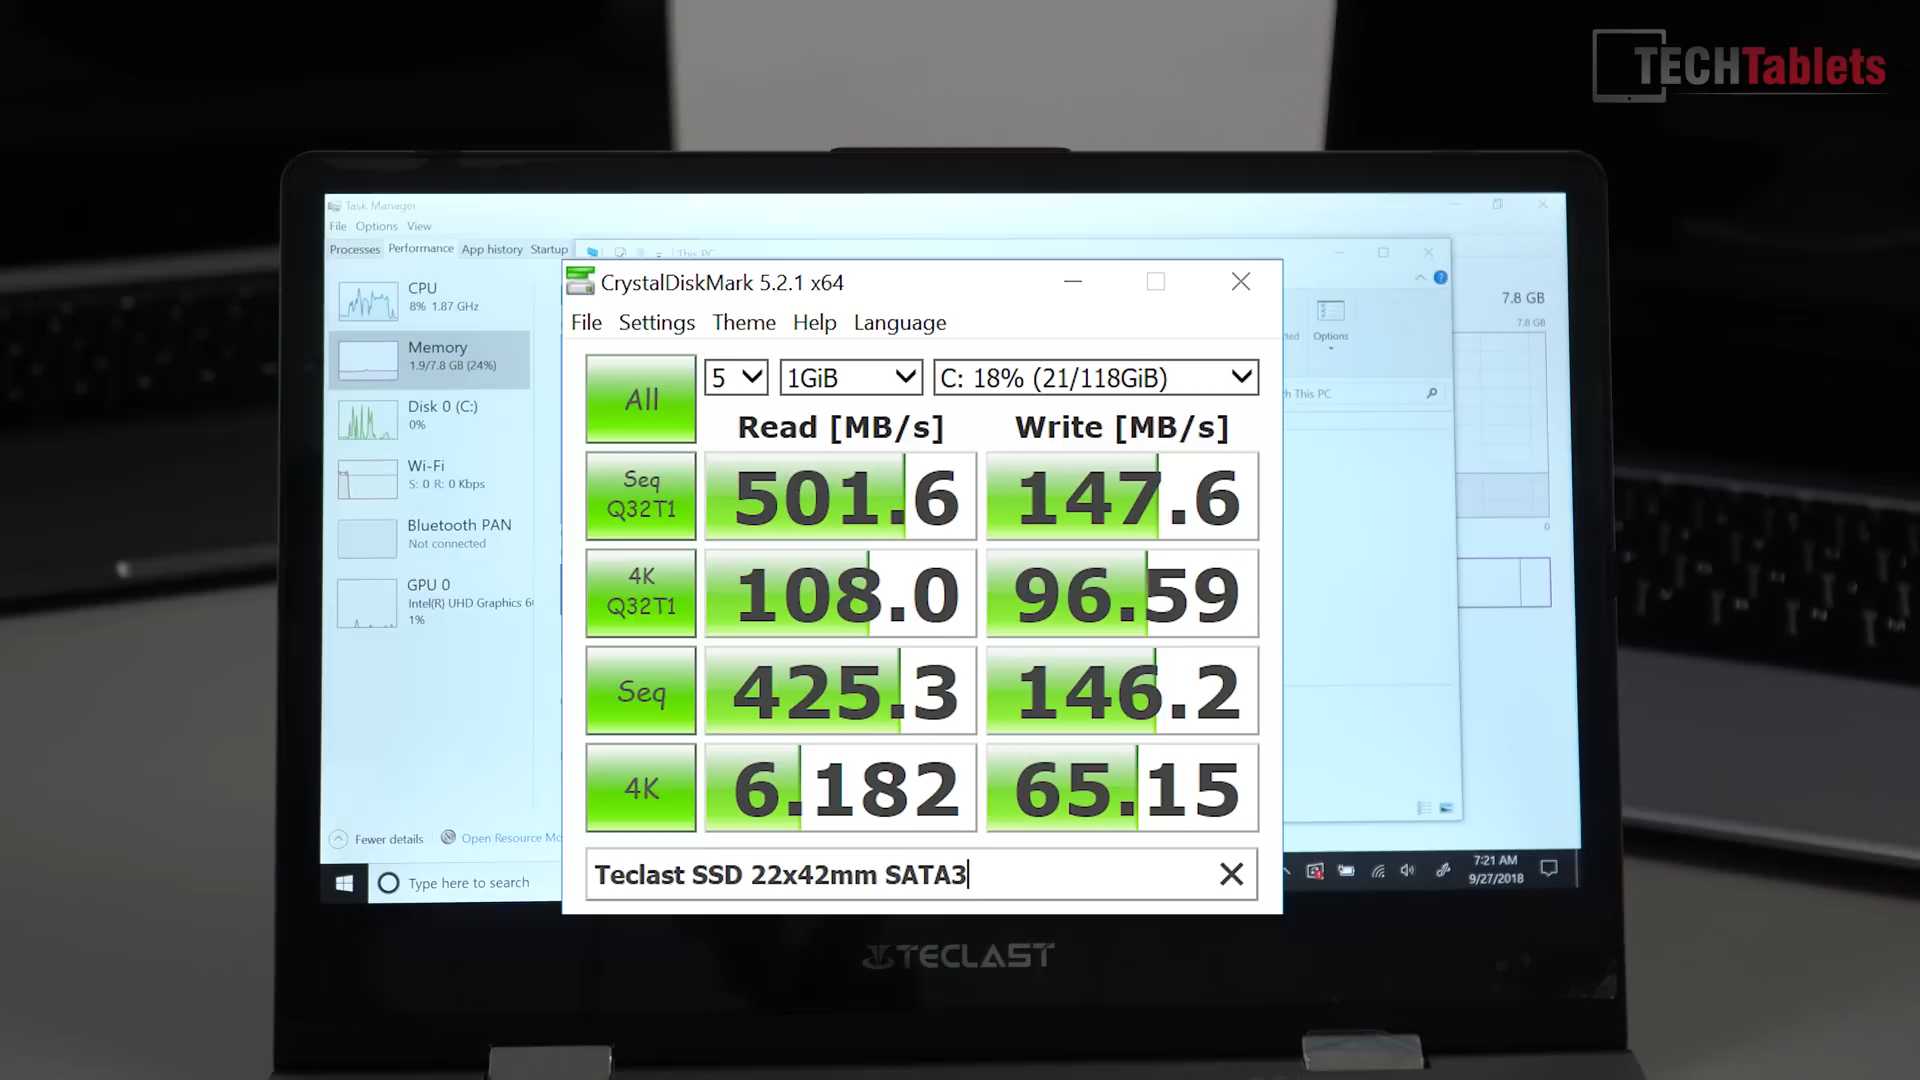 TECHTablets
Task Manager
File Options View
Processes Performance App history Startup
This PC
CPU
8% 1.87 GHz
Memory
1.9/7.8 GB (24%)
Disk 0 (C:)
0%
Wi-Fi
S: 0 R: 0 Kbps
Bluetooth PAN
Not connected
GPU 0
Intel(R) UHD Graphics 6
1%
Fewer details Open Resource Mo
CrystalDiskMark 5.2.1 x64
File Settings Theme Help Language
All 5 1GiB C: 18% (21/118GiB)
Read [MB/s] Write [MB/s]
Seq Q32T1 501.6 147.6
4K Q32T1 108.0 96.59
Seq 425.3 146.2
4K 6.182 65.15
Teclast SSD 22x42mm SATA3
Options
h This PC
7.8 GB
7.8 GB
0
Type here to search
7:21 AM
9/27/2018
TECLAST